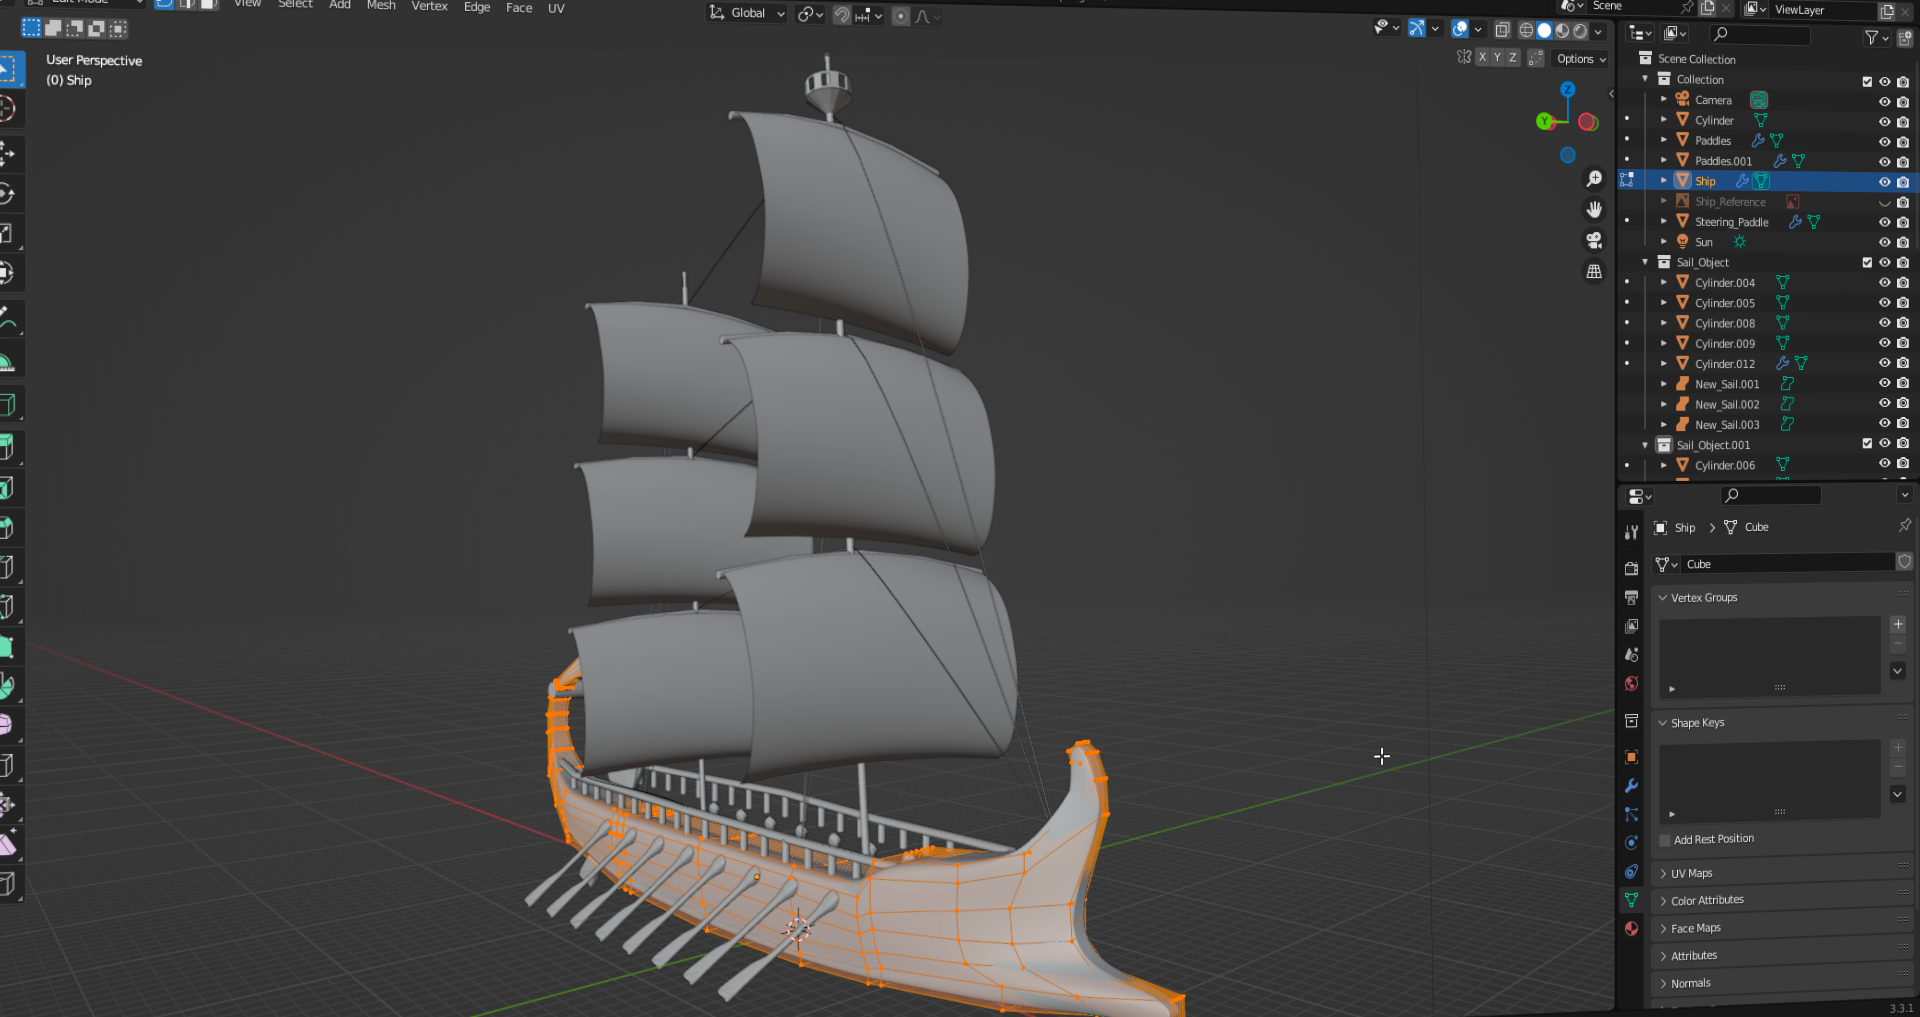 View Select Add Mesh Vertex Edge Face UV
Global
Scene
ViewLayer
User Perspective
(0) Ship
X Y Z
Options
Z
Y
Scene Collection
Collection
Camera
Cylinder
Paddles
Paddles.001
Ship
Ship_Reference
Steering_Paddle
Sun
Sail_Object
Cylinder.004
Cylinder.005
Cylinder.008
Cylinder.009
Cylinder.012
New_Sail.001
New_Sail.002
New_Sail.003
Sail_Object.001
Cylinder.006
Ship > Cube
Cube
Vertex Groups
Shape Keys
Add Rest Position
UV Maps
Color Attributes
Face Maps
Attributes
Normals
3.3.1